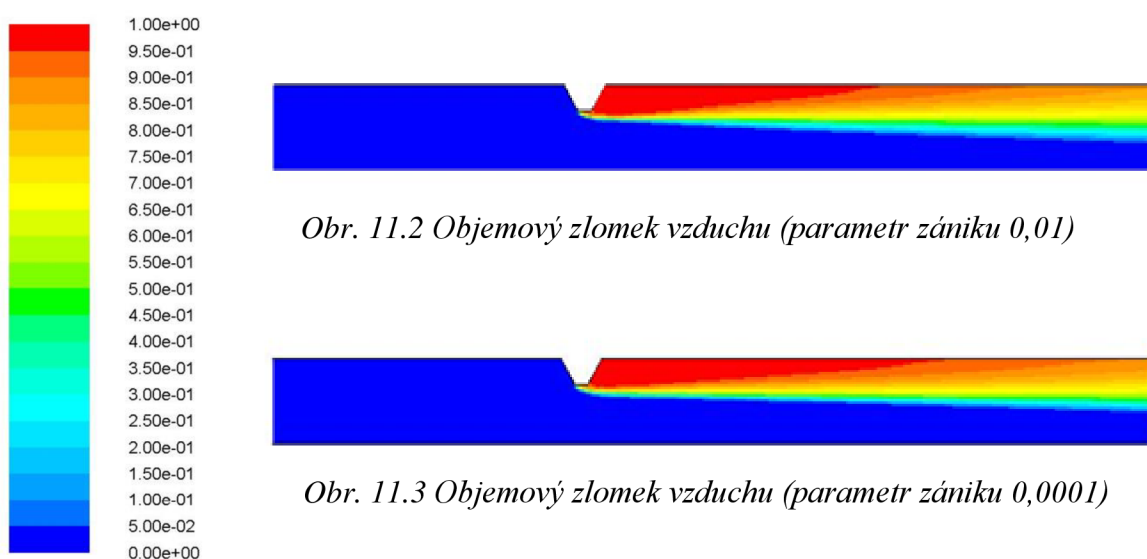 1.00e+00
9.50e-01
9.00e-01
8.50e-01
8.00e-01
7.50e-01
7.00e-01
6.50e-01
6.00e-01
5.50e-01
5.00e-01
4.50e-01
4.00e-01
3.50e-01
3.00e-01
2.50e-01
2.00e-01
1.50e-01
1.00e-01
5.00e-02
0.00e+00
Obr. 11.2 Objemový zlomek vzduchu (parametr zániku 0,01)
Obr. 11.3 Objemový zlomek vzduchu (parametr zániku 0,0001)